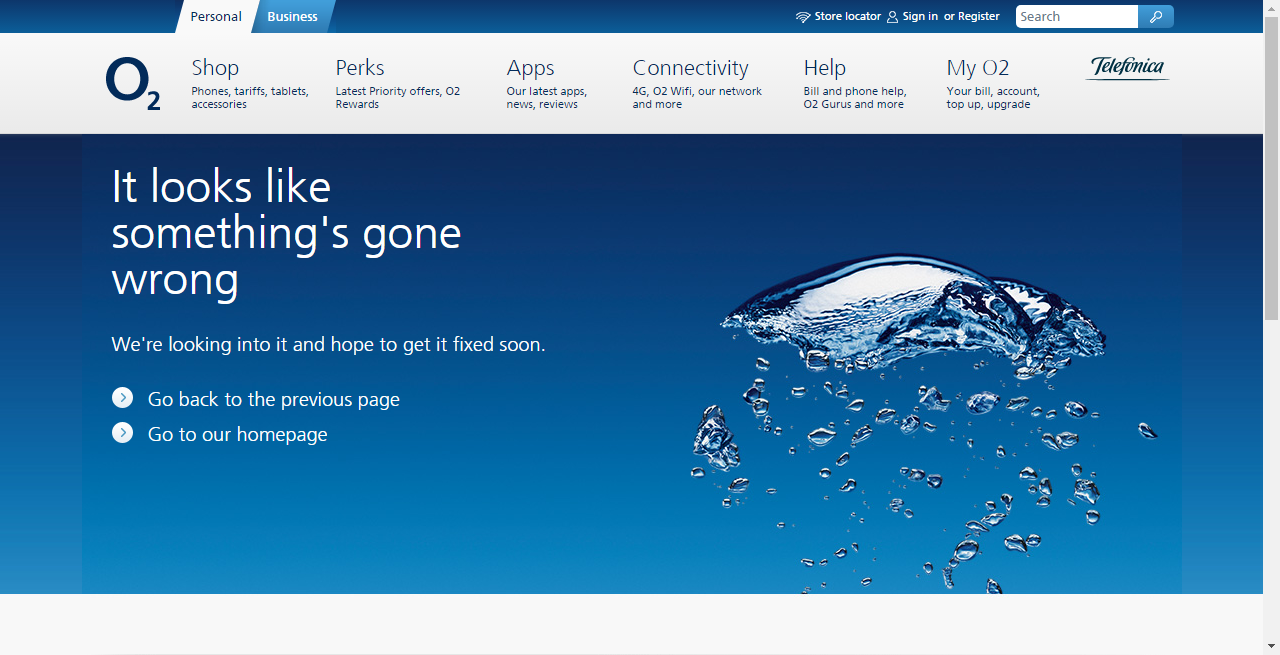 Personal
Business
Store locator
Sign in or Register
Search
O2
Shop
Phones, tariffs, tablets,
accessories
Perks
Latest Priority offers, O2
Rewards
Apps
Our latest apps,
news, reviews
Connectivity
4G, O2 Wifi, our network
and more
Help
Bill and phone help,
O2 Gurus and more
My O2
Your bill, account,
top up, upgrade
Telefónica
It looks like
something's gone
wrong
We're looking into it and hope to get it fixed soon.
Go back to the previous page
Go to our homepage